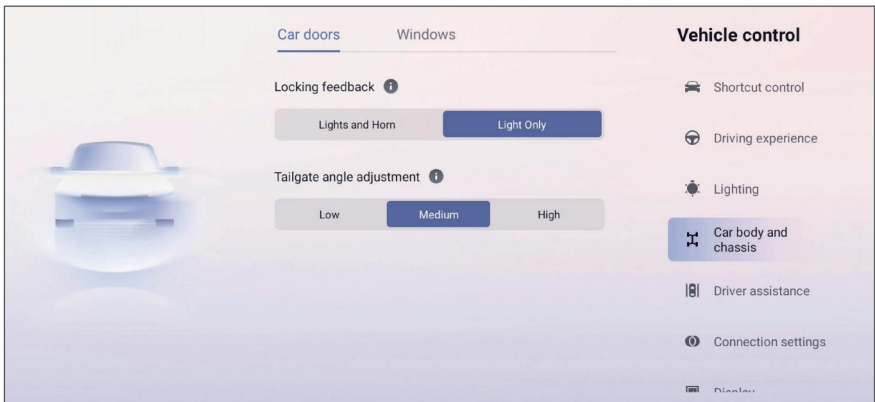 Car doors
Windows
Vehicle control
Locking feedback
Lights and Horn
Light Only
Tailgate angle adjustment
Low
Medium
High
Shortcut control
Driving experience
Lighting
Car body and
chassis
Driver assistance
Connection settings
Display